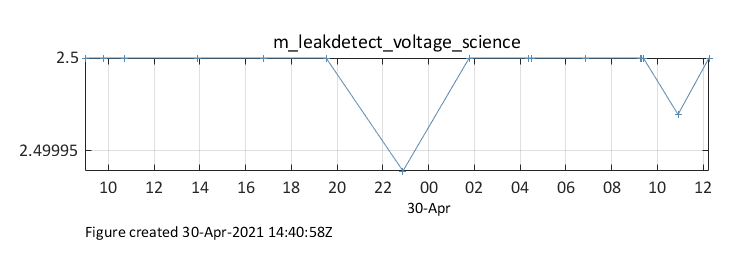 m_leakdetect_voltage_science
2.5
2.49995
10 12 14 16 18 20 22 00 02 04 06 08 10 12
30-Apr
Figure created 30-Apr-2021 14:40:58Z